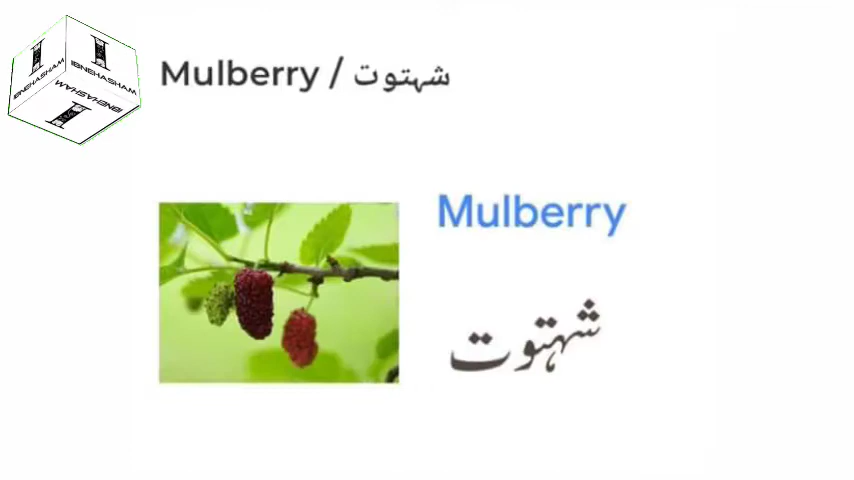 IBNEHASHAM
IBNEHASHAM
IBNEHASHAM
Mulberry / شہتوت
Mulberry
شہتوت